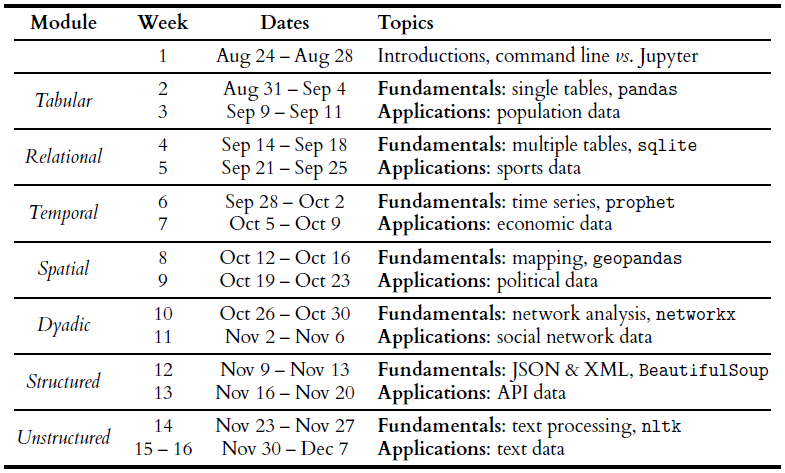 Module Week Dates Topics
1 Aug 24 – Aug 28 Introductions, command line vs. Jupyter
Tabular 2 Aug 31 – Sep 4 Fundamentals: single tables, pandas
3 Sep 9 – Sep 11 Applications: population data
Relational 4 Sep 14 – Sep 18 Fundamentals: multiple tables, sqlite
5 Sep 21 – Sep 25 Applications: sports data
Temporal 6 Sep 28 – Oct 2 Fundamentals: time series, prophet
7 Oct 5 – Oct 9 Applications: economic data
Spatial 8 Oct 12 – Oct 16 Fundamentals: mapping, geopandas
9 Oct 19 – Oct 23 Applications: political data
Dyadic 10 Oct 26 – Oct 30 Fundamentals: network analysis, networkx
11 Nov 2 – Nov 6 Applications: social network data
Structured 12 Nov 9 – Nov 13 Fundamentals: JSON & XML, BeautifulSoup
13 Nov 16 – Nov 20 Applications: API data
Unstructured 14 Nov 23 – Nov 27 Fundamentals: text processing, nltk
15 – 16 Nov 30 – Dec 7 Applications: text data